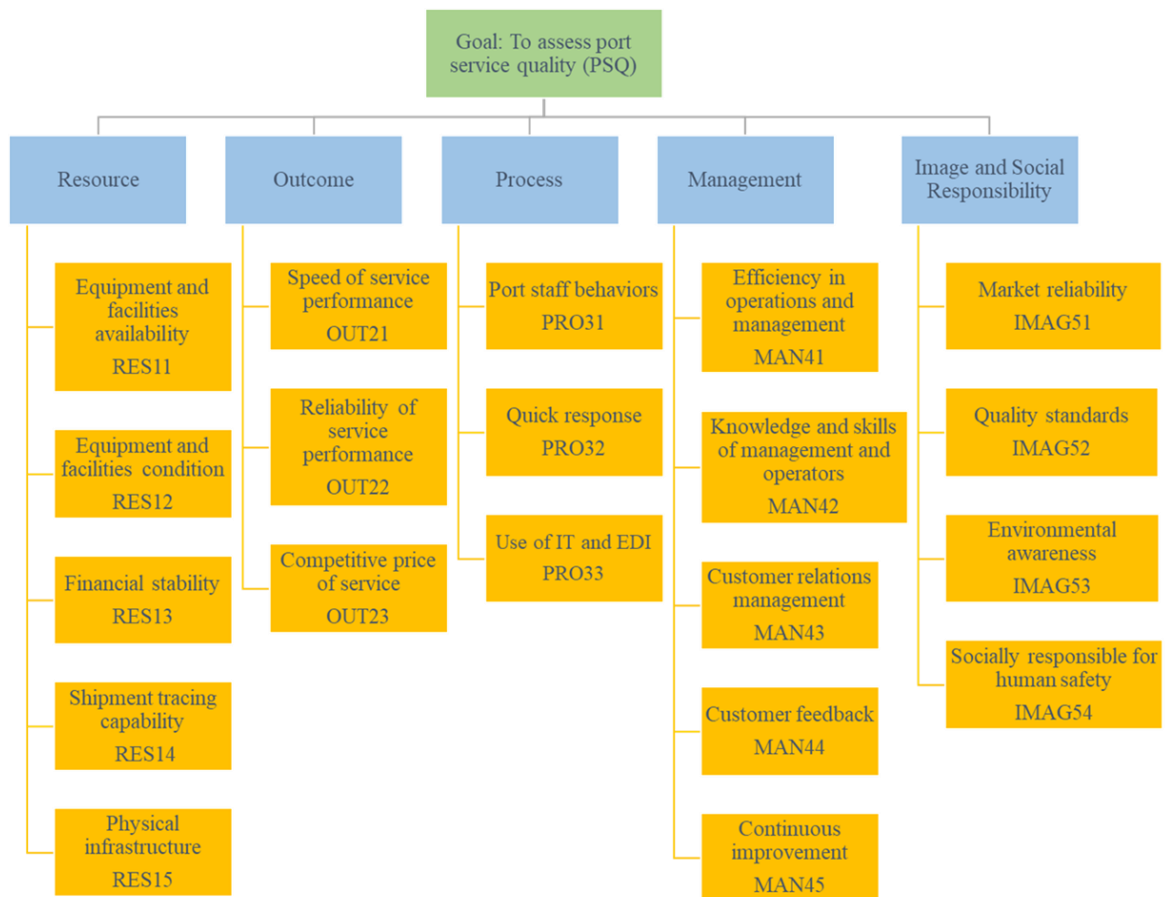 Goal: To assess port
service quality (PSQ)
Resource
Outcome
Process
Management
Image and Social
Responsibility
Equipment and
facilities
availability
RES11
Equipment and
facilities condition
RES12
Financial stability
RES13
Shipment tracing
capability
RES14
Physical
infrastructure
RES15
Speed of service
performance
OUT21
Reliability of
service
performance
OUT22
Competitive price
of service
OUT23
Port staff behaviors
PRO31
Quick response
PRO32
Use of IT and EDI
PRO33
Efficiency in
operations and
management
MAN41
Knowledge and skills
of management and
operators
MAN42
Customer relations
management
MAN43
Customer feedback
MAN44
Continuous
improvement
MAN45
Market reliability
IMAG51
Quality standards
IMAG52
Environmental
awareness
IMAG53
Socially responsible for
human safety
IMAG54